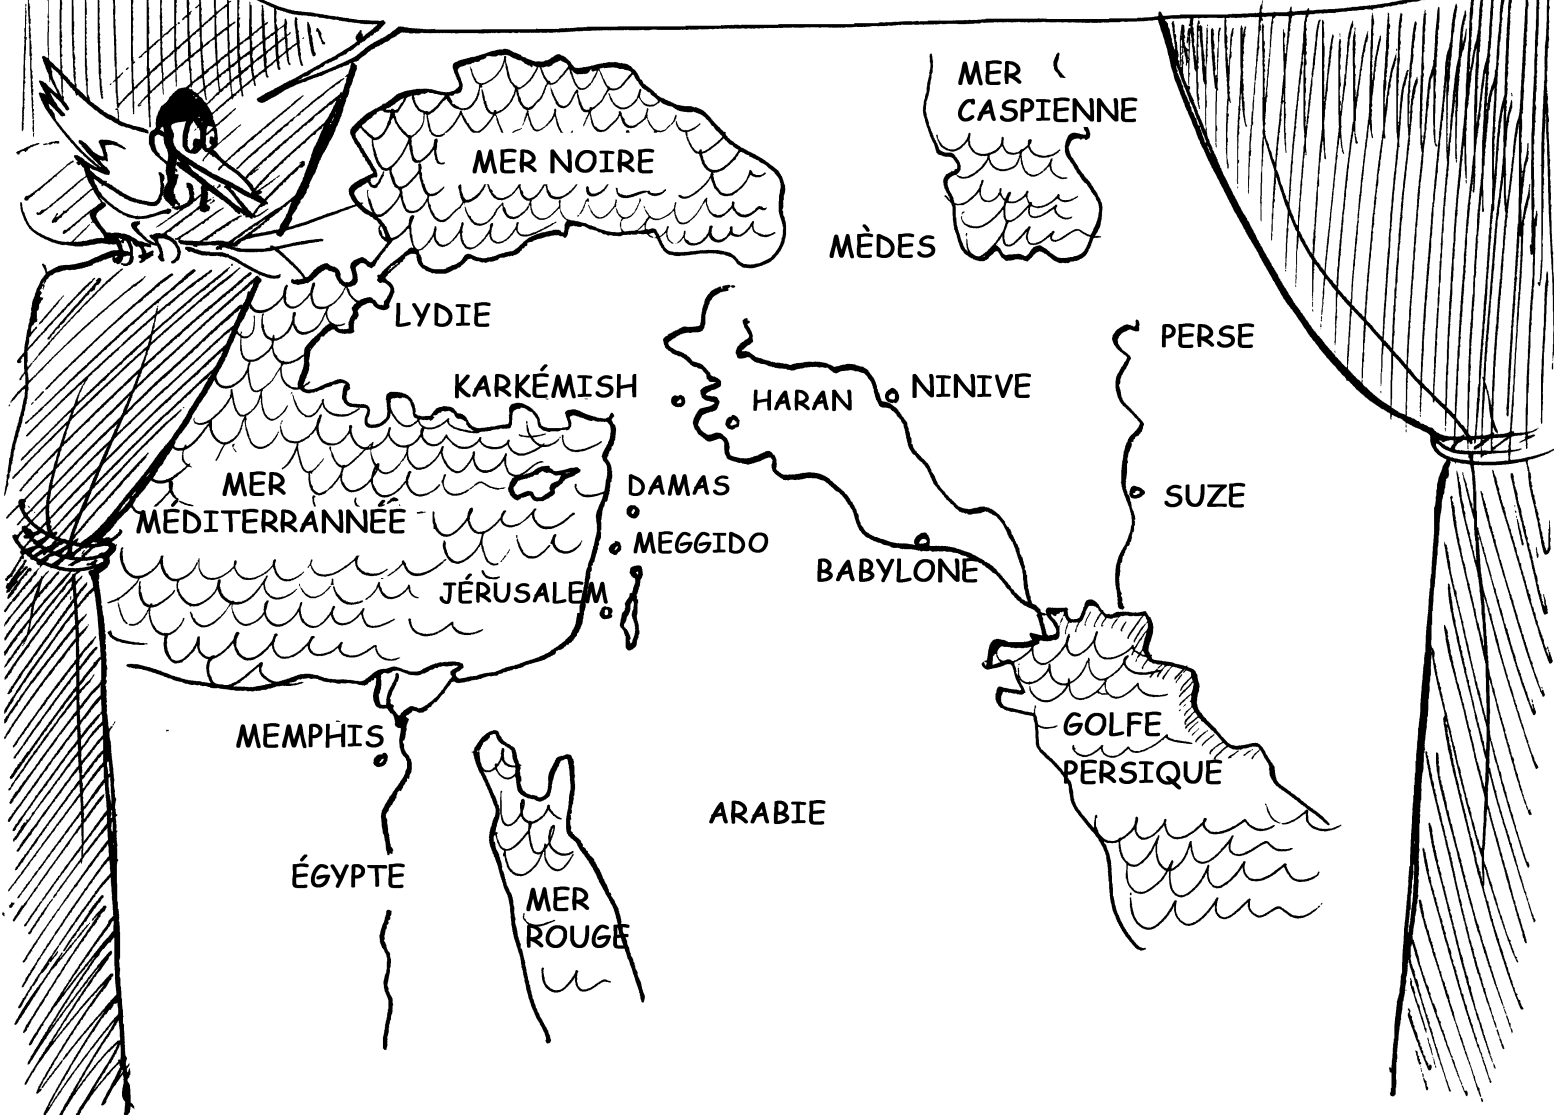 MER
CASPIENNE
MER NOIRE
MÈDES
LYDIE
PERSE
KARKÉMISH
HARAN
NINIVE
MER
MÉDITERRANNÉE
DAMAS
SUZE
MEGGIDO
BABYLONE
JÉRUSALEM
MEMPHIS
GOLFE
PERSIQUE
ARABIE
ÉGYPTE
MER
ROUGE